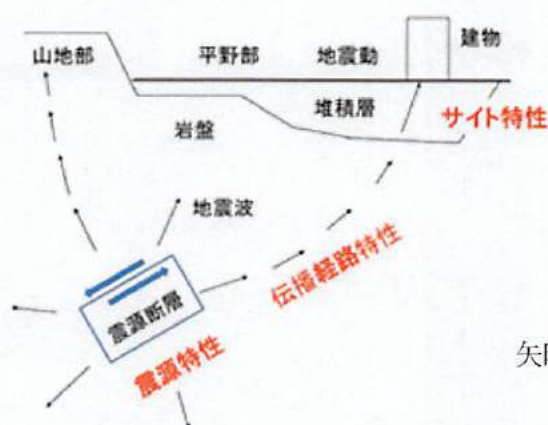 建物
山地部
平野部
地震動
堆積層
サイト特性
岩盤
地震波
伝播経路特性
震源断層
震源特性